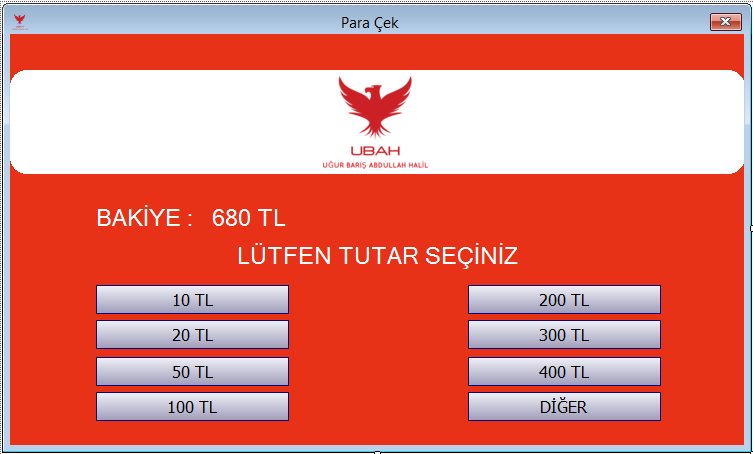 Para Çek
UBAH
UĞUR BARIŞ ABDULLAH HALİL
BAKİYE : 680 TL
LÜTFEN TUTAR SEÇİNİZ
10 TL
200 TL
20 TL
300 TL
50 TL
400 TL
100 TL
DİĞER